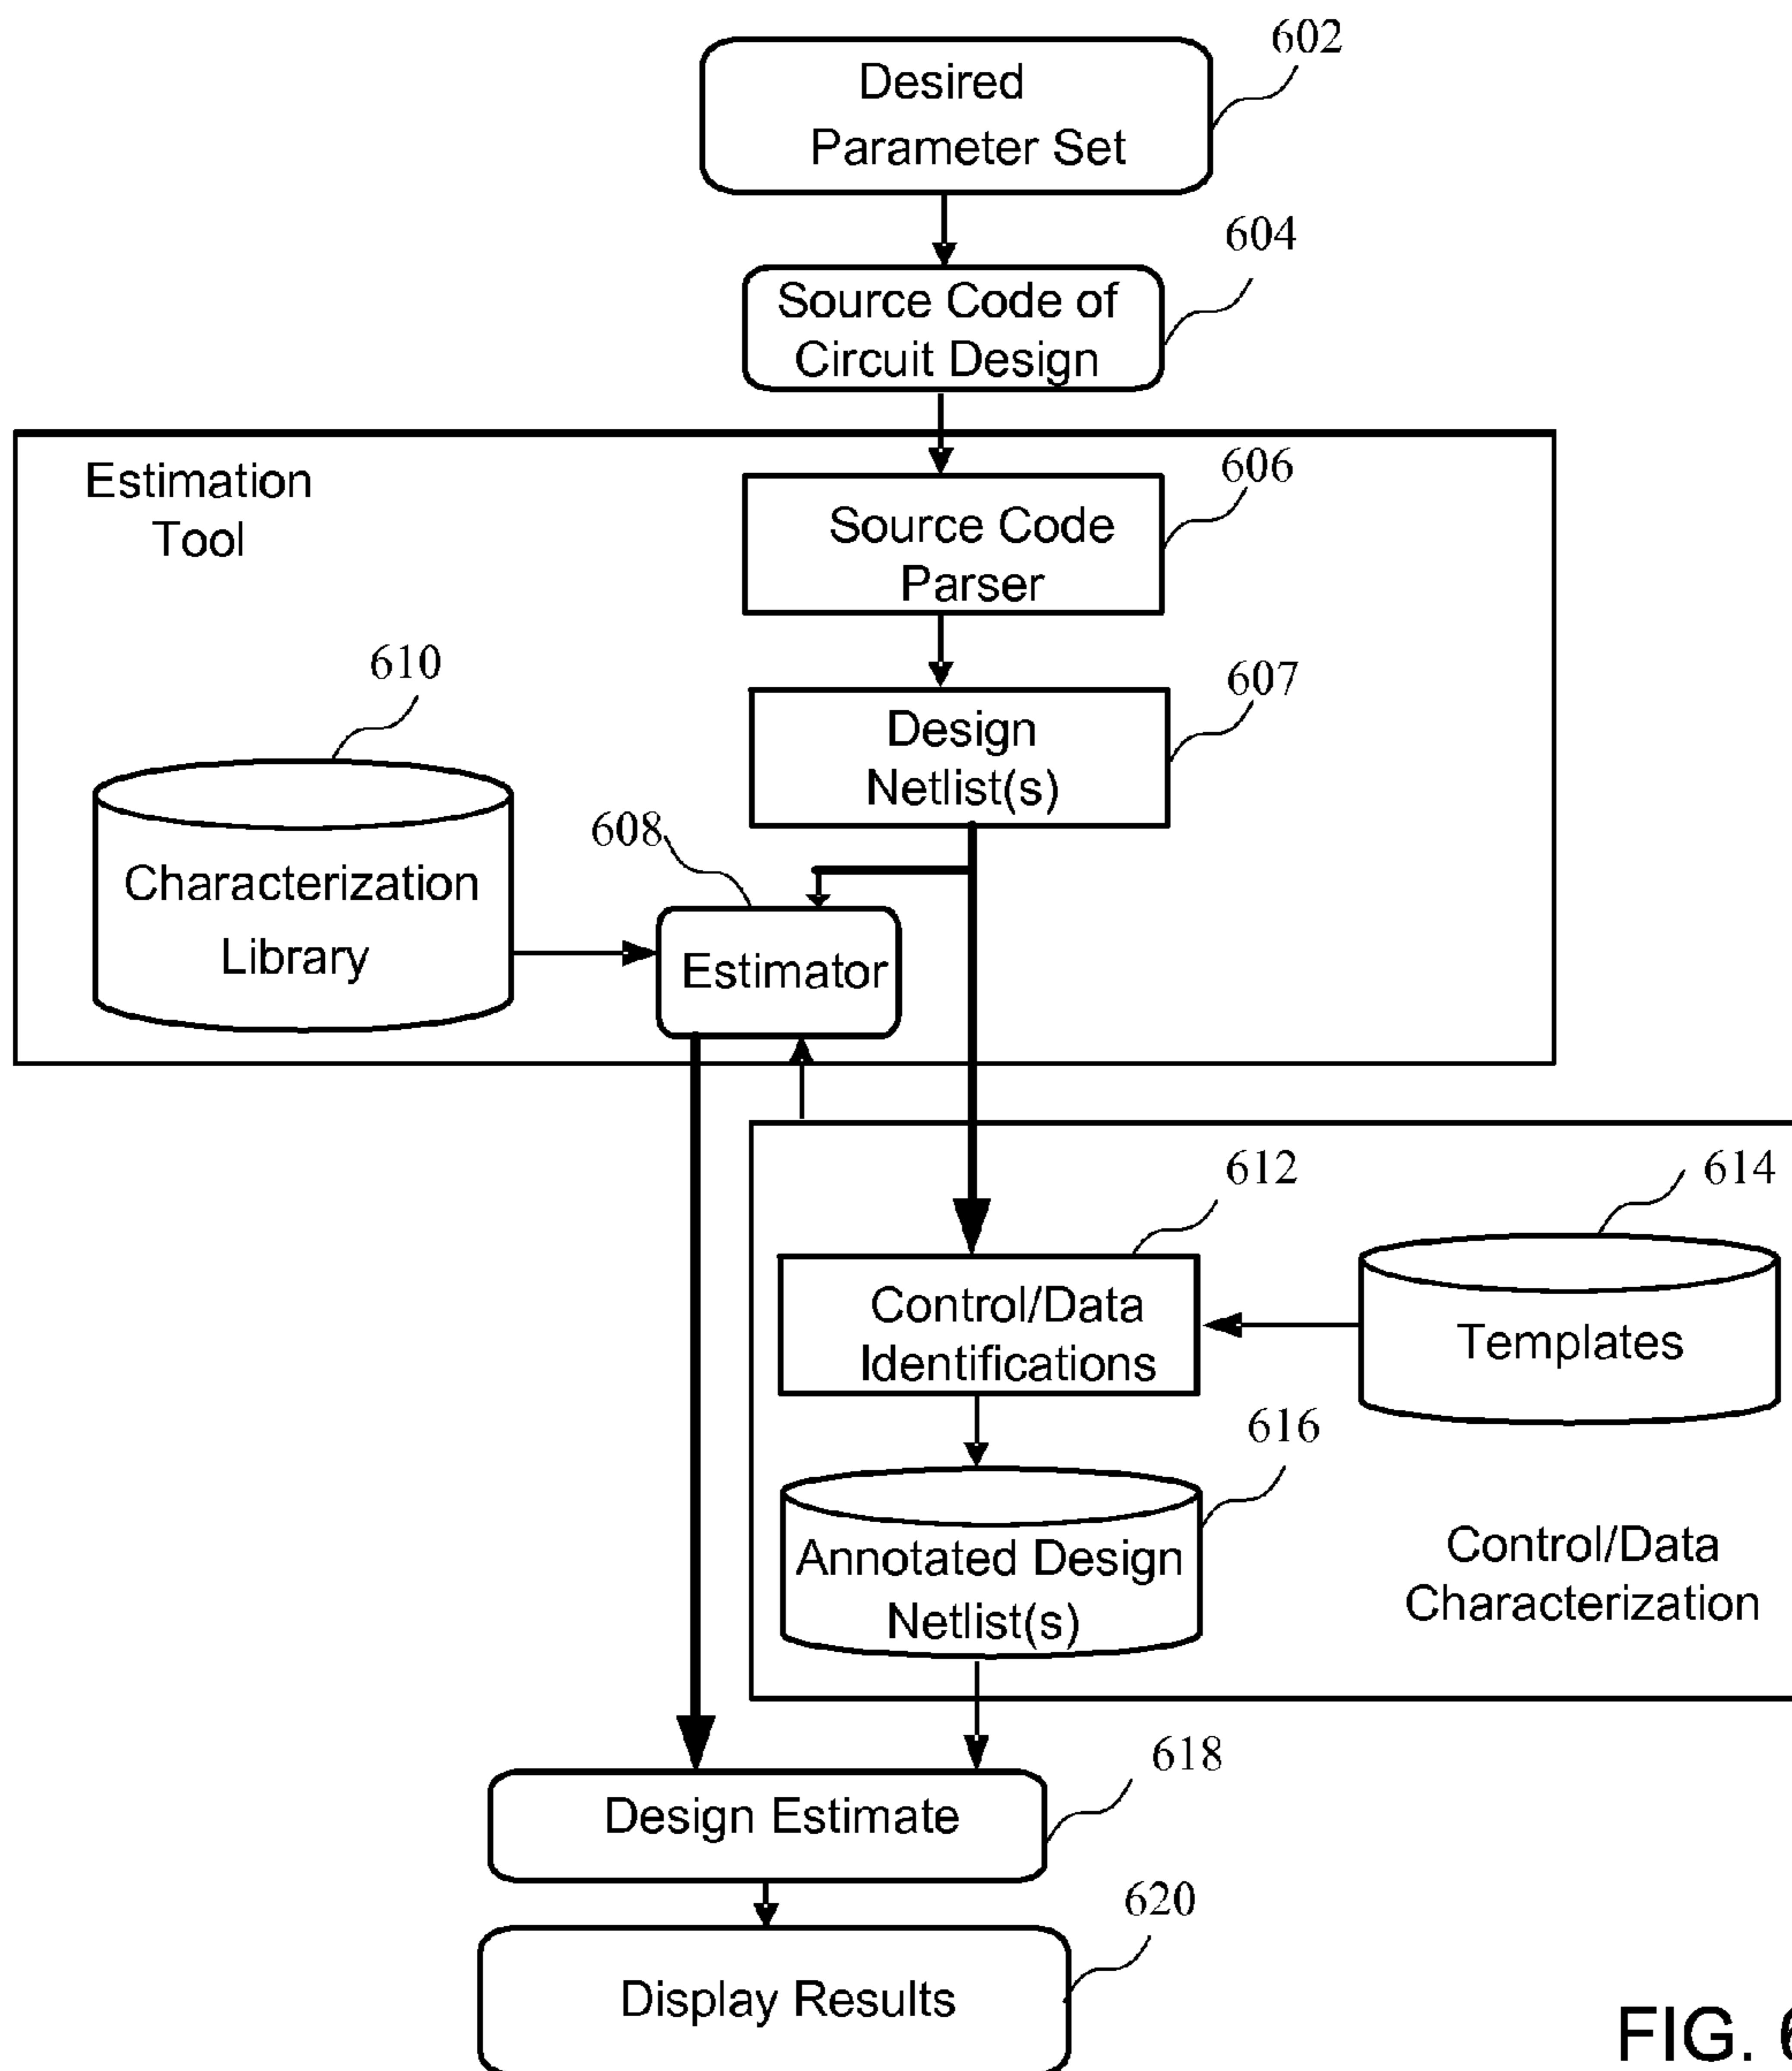 602
Desired
Parameter Set
604
Source Code of
Circuit Design
Estimation
Tool
606
Source Code
Parser
610
607
Design
Netlist(s)
608
Characterization
Library
Estimator
612
614
Control/Data
Identifications
Templates
616
Annotated Design
Netlist(s)
Control/Data
Characterization
618
Design Estimate
620
Display Results
FIG. 6